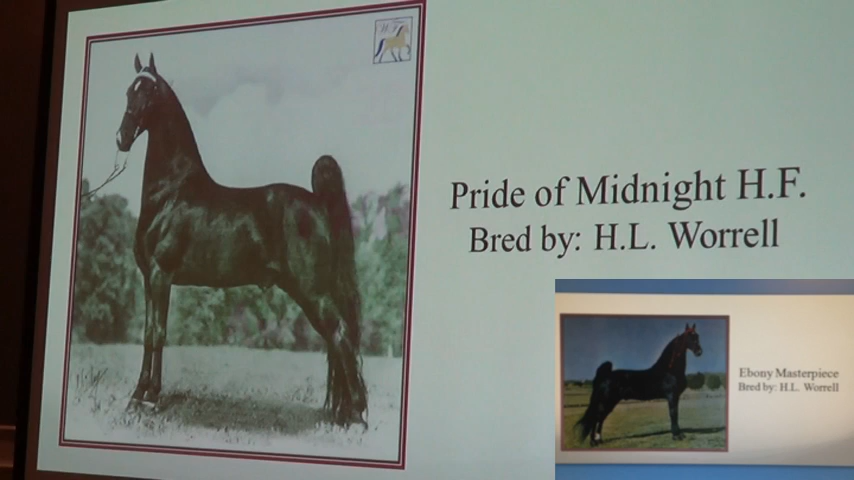 Pride of Midnight H.F.
Bred by: H.L. Worrell
Ebony Masterpiece
Bred by: H.L. Worrell